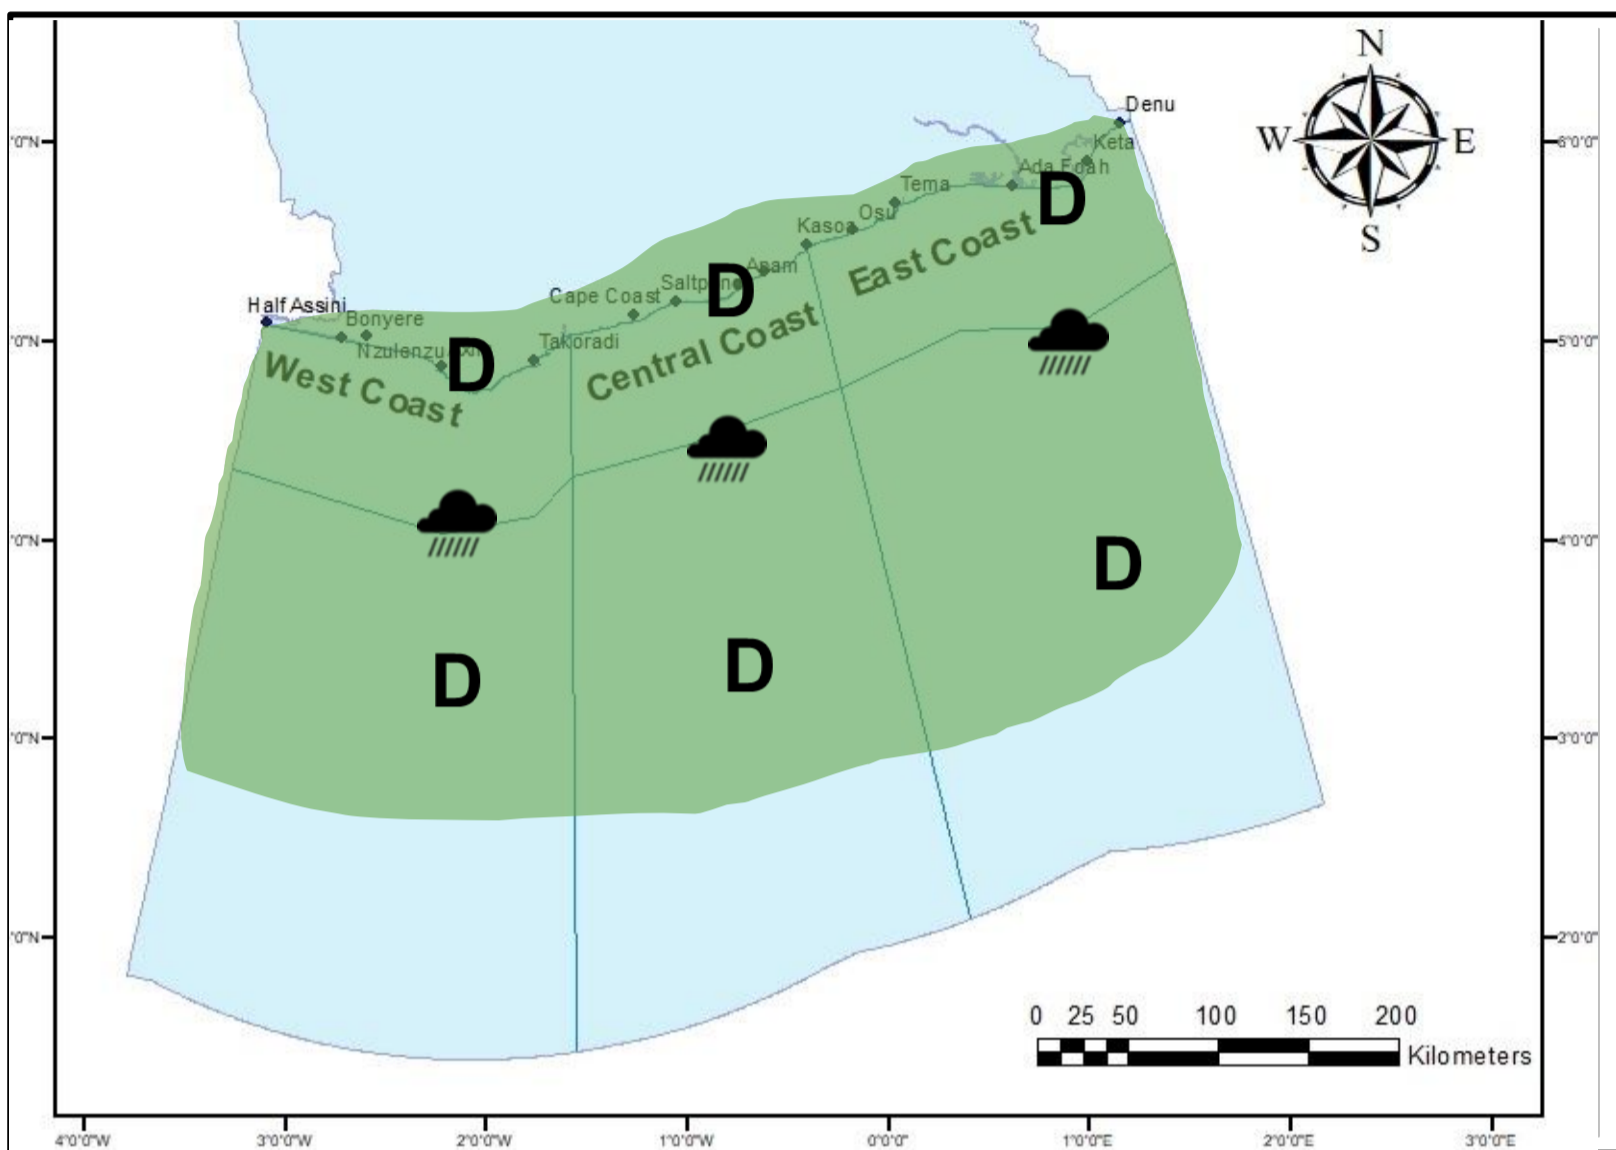 N
W E
S
Denu
Keta
Ada Foah
Tema
Osu
Kasoa
Apam
Saltpond
Cape Coast
Takoradi
Half Assini
Bonyere
Nzulenzu
West Coast
Central Coast
East Coast
D
D
D
D
D
D
6°0'0"
5°0'0"
4°0'0"
3°0'0"
2°0'0"
0 25 50 100 150 200
Kilometers
4°0'0"W 3°0'0"W 2°0'0"W 1°0'0"W 0°0'0" 1°0'0"E 2°0'0"E 3°0'0"E